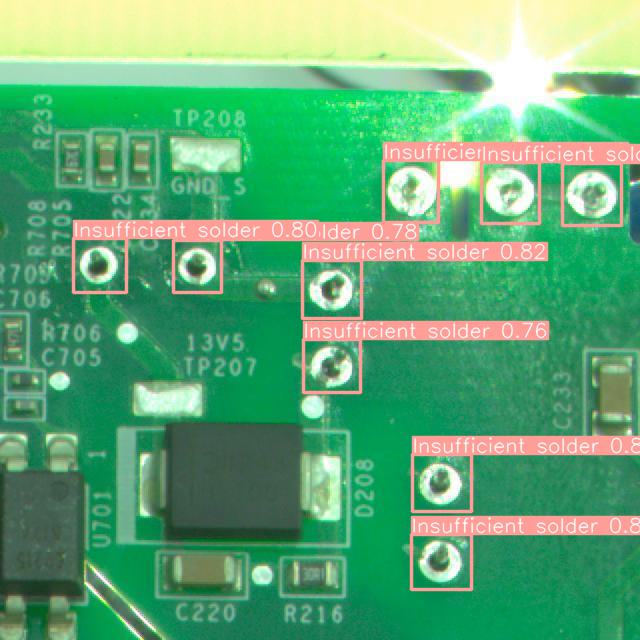 R233
TP208
GND_S
Insufficier
Insufficient sol
R708
R705
Insufficient solder 0.80
lder 0.78
Insufficient solder 0.82
C706
R706
C705
13V5
TP207
Insufficient solder 0.76
C233
Insufficient solder 0.8
1
U701
D208
Insufficient solder 0.8
C220
R216